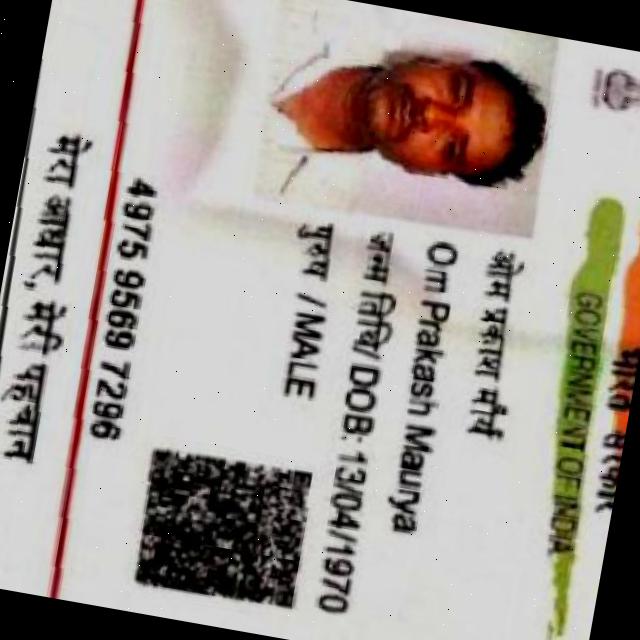 भारत सरकार
GOVERNMENT OF INDIA
ओम प्रकाश मौर्य
Om Prakash Maurya
जन्म तिथि/ DOB: 13/04/1970
पुरुष / MALE
4975 9569 7296
मेरा आधार, मेरी पहचान